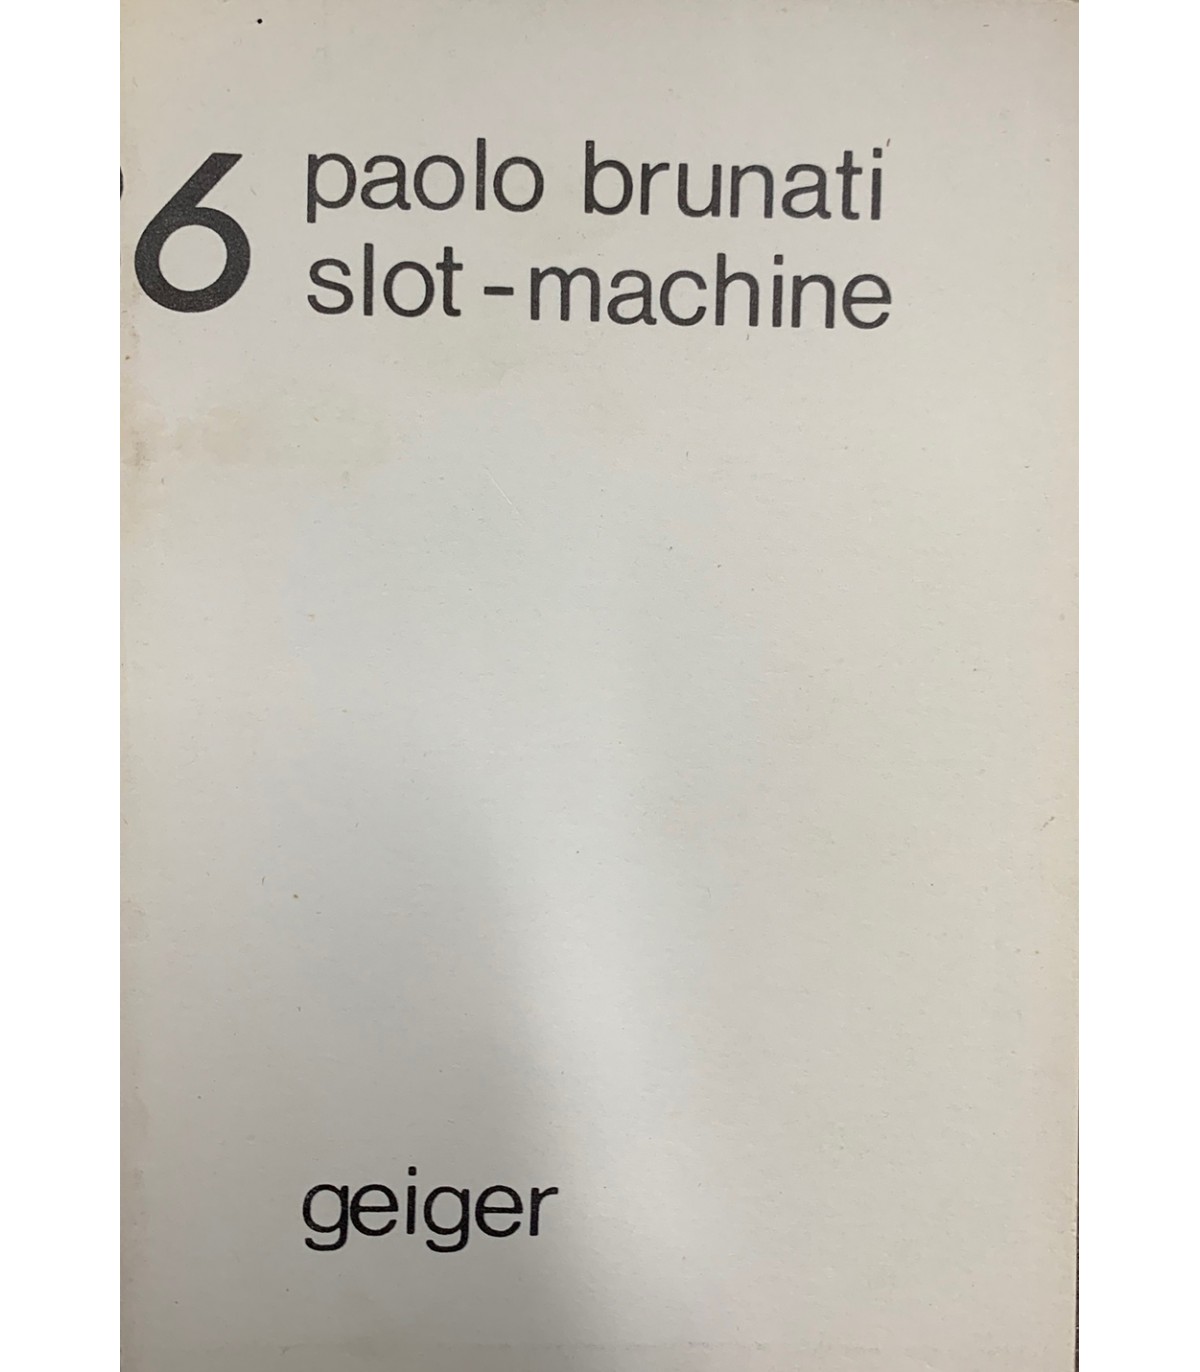 6
paolo brunati
slot-machine
geiger